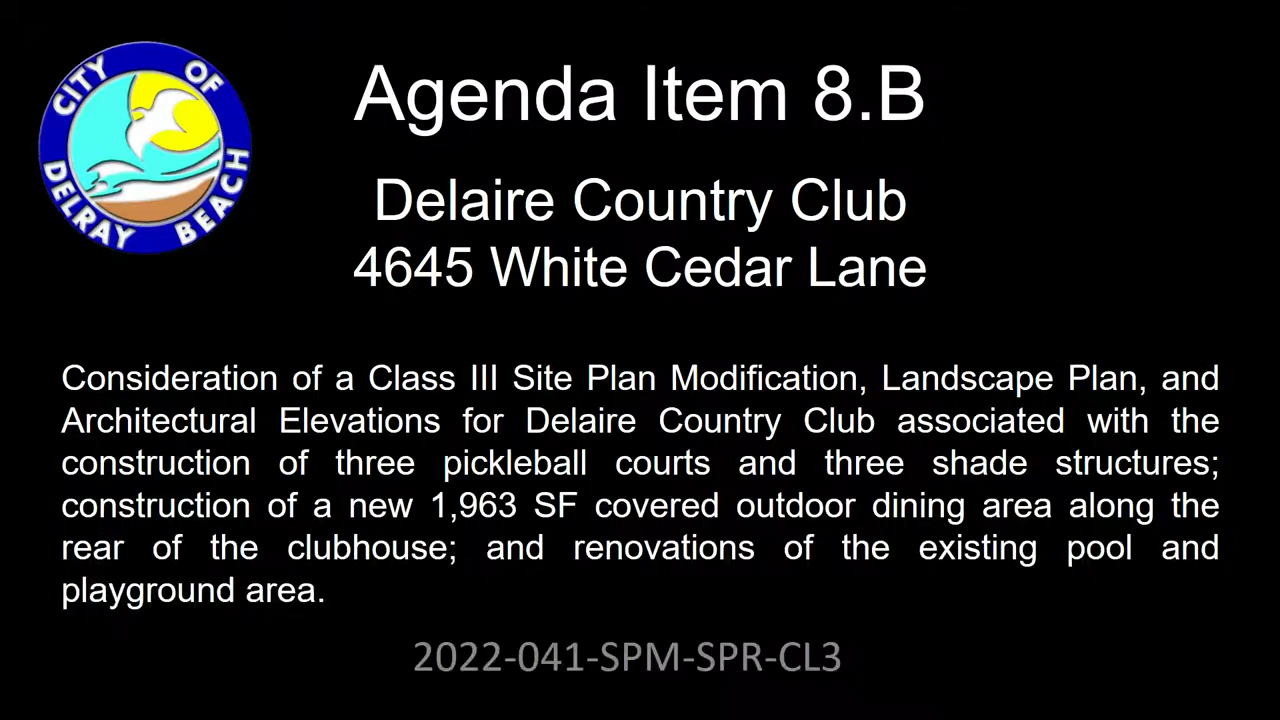 CITY OF
DELRAY BEACH
Agenda Item 8.B
Delaire Country Club
4645 White Cedar Lane
Consideration of a Class III Site Plan Modification, Landscape Plan, and
Architectural Elevations for Delaire Country Club associated with the
construction of three pickleball courts and three shade structures;
construction of a new 1,963 SF covered outdoor dining area along the
rear of the clubhouse; and renovations of the existing pool and
playground area.
2022-041-SPM-SPR-CL3